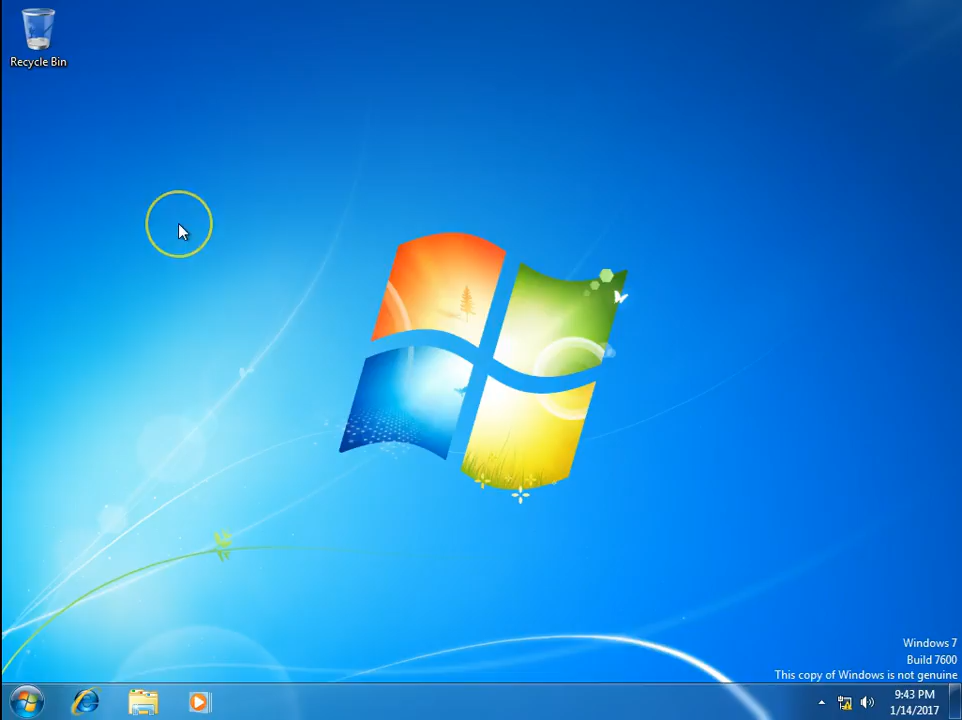 Recycle Bin
Windows 7
Build 7600
This copy of Windows is not genuine
9:43 PM
1/14/2017